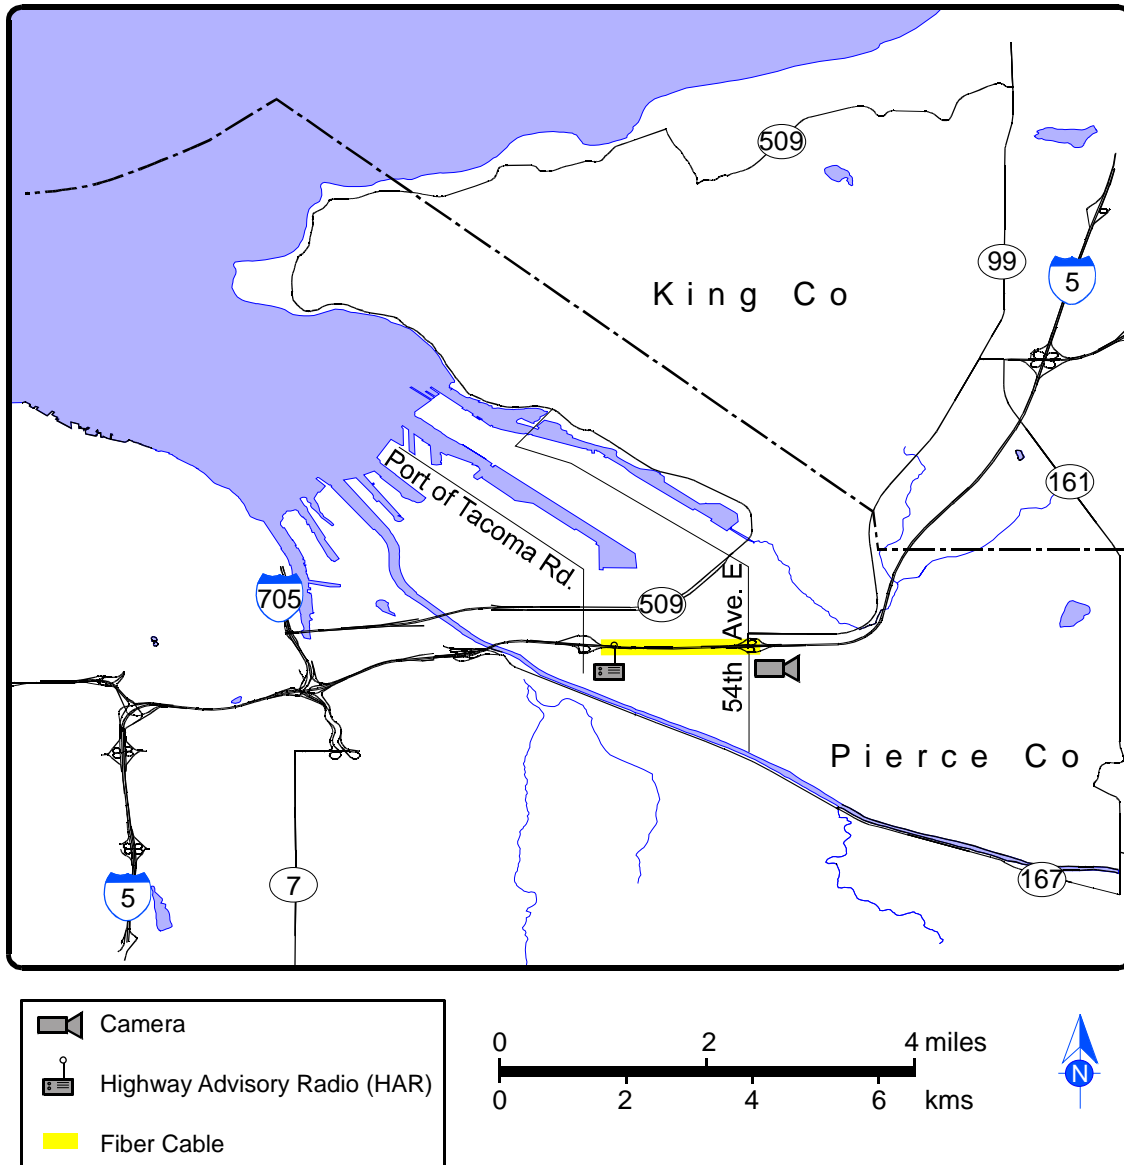 509
99
5
King Co
161
Port of Tacoma Rd.
705
509
54th Ave. E
Pierce Co
5
7
167
Camera
Highway Advisory Radio (HAR)
Fiber Cable
0 2 4 miles
0 2 4 6 kms
N